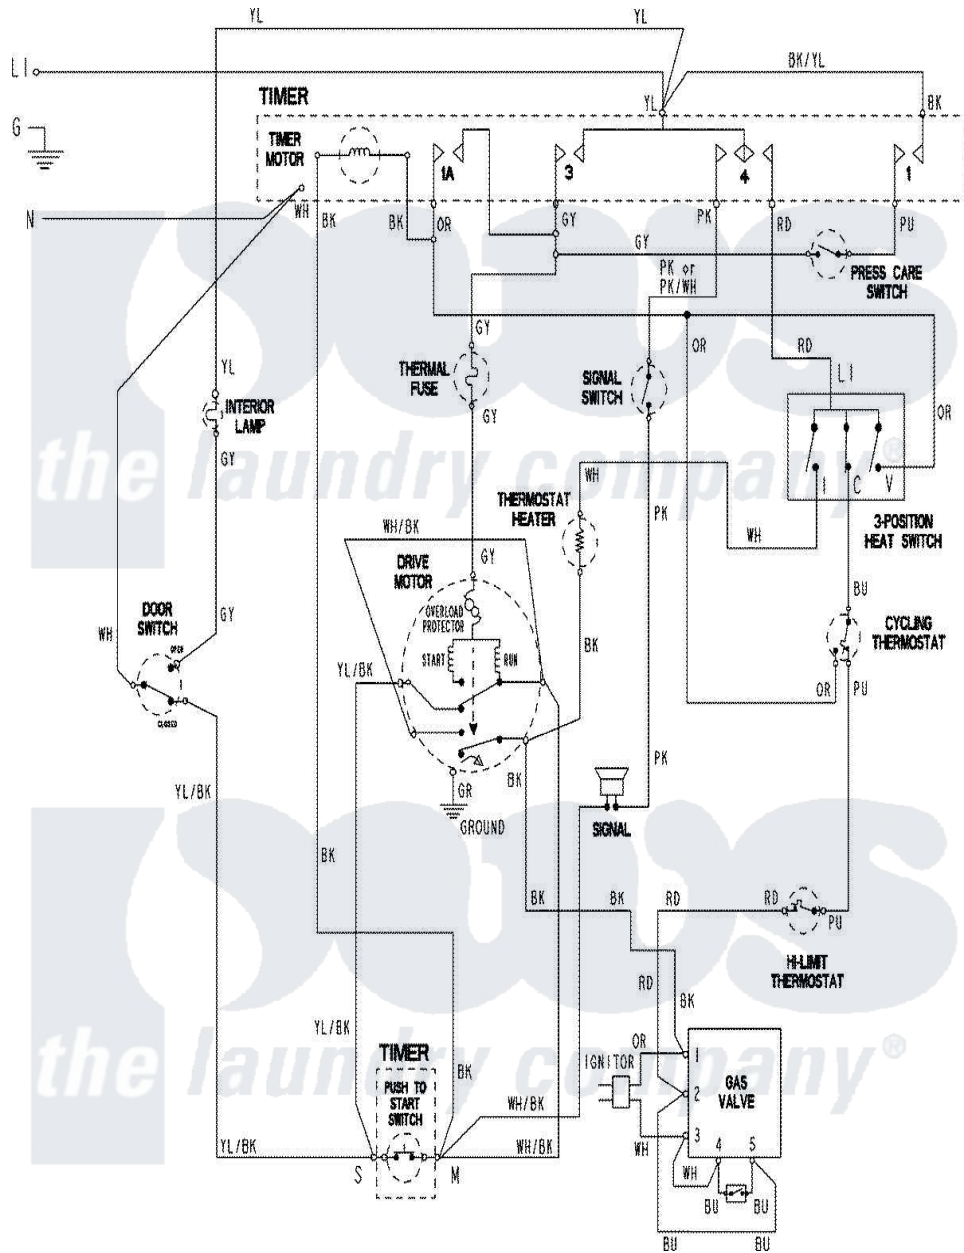 YL
YL
L1
BK/YL
TIMER
YL
BK
G
TIMER
MOTOR
1A
3
4
1
N
WH
BK
BK
OR
GY
PK
RD
PU
GY
PK or
PK/WH
PRESS CARE
SWITCH
GY
OR
RD
YL
THERMAL
FUSE
SIGNAL
SWITCH
L1
INTERIOR
LAMP
GY
OR
GY
the laundry company®
WH
I
C
V
THERMOSTAT
HEATER
PK
3-POSITION
HEAT SWITCH
WH/BK
WH
GY
DRIVE
MOTOR
BU
DOOR
SWITCH
GY
OVERLOAD
PROTECTOR
CYCLING
THERMOSTAT
WH
OPEN
START
RUN
BK
YL/BK
OR
PU
CLOSED
PK
BK
GR
YL/BK
GROUND
SIGNAL
BK
BK
BK
RD
RD
PU
HI-LIMIT
THERMOSTAT
RD
BK
YL/BK
the laundry company®
TIMER
OR
1
IGNITOR
PUSH TO
START
SWITCH
BK
GAS
VALVE
2
WH/BK
3
YL/BK
WH/BK
WH
4
5
S
M
WH
BU
BU
BU
BU